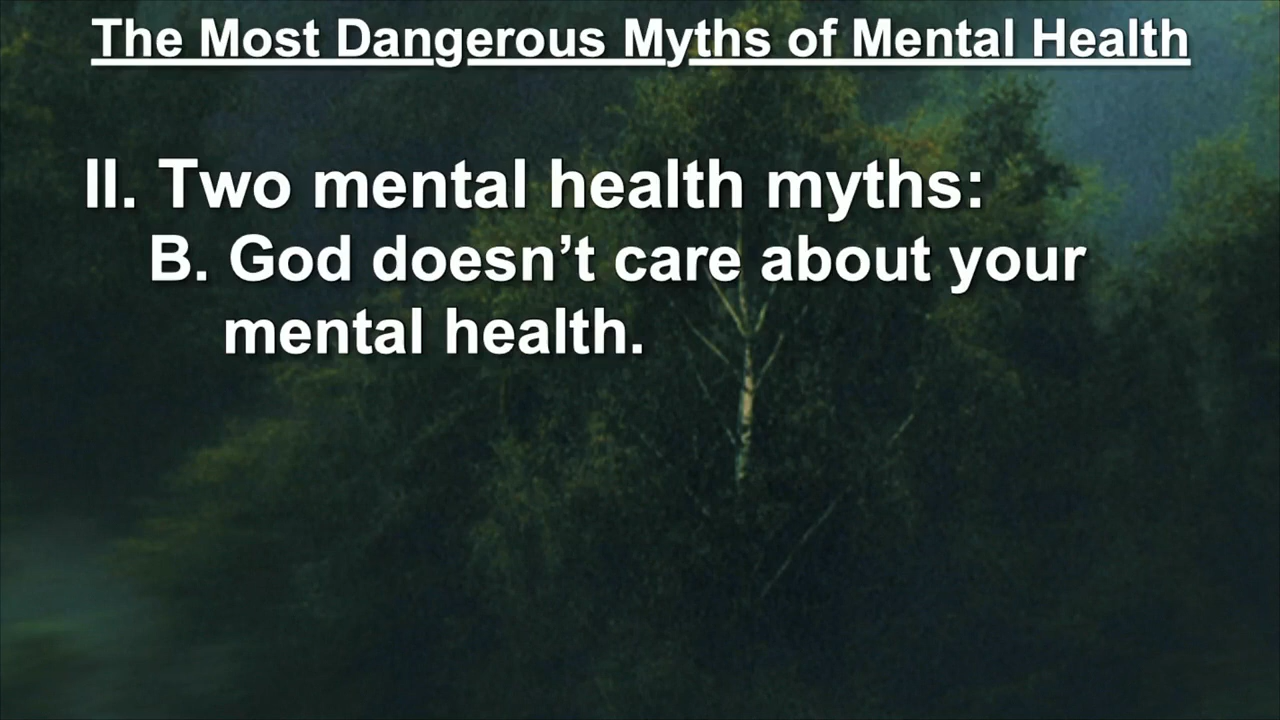 The Most Dangerous Myths of Mental Health
II. Two mental health myths:
B. God doesn’t care about your
mental health.